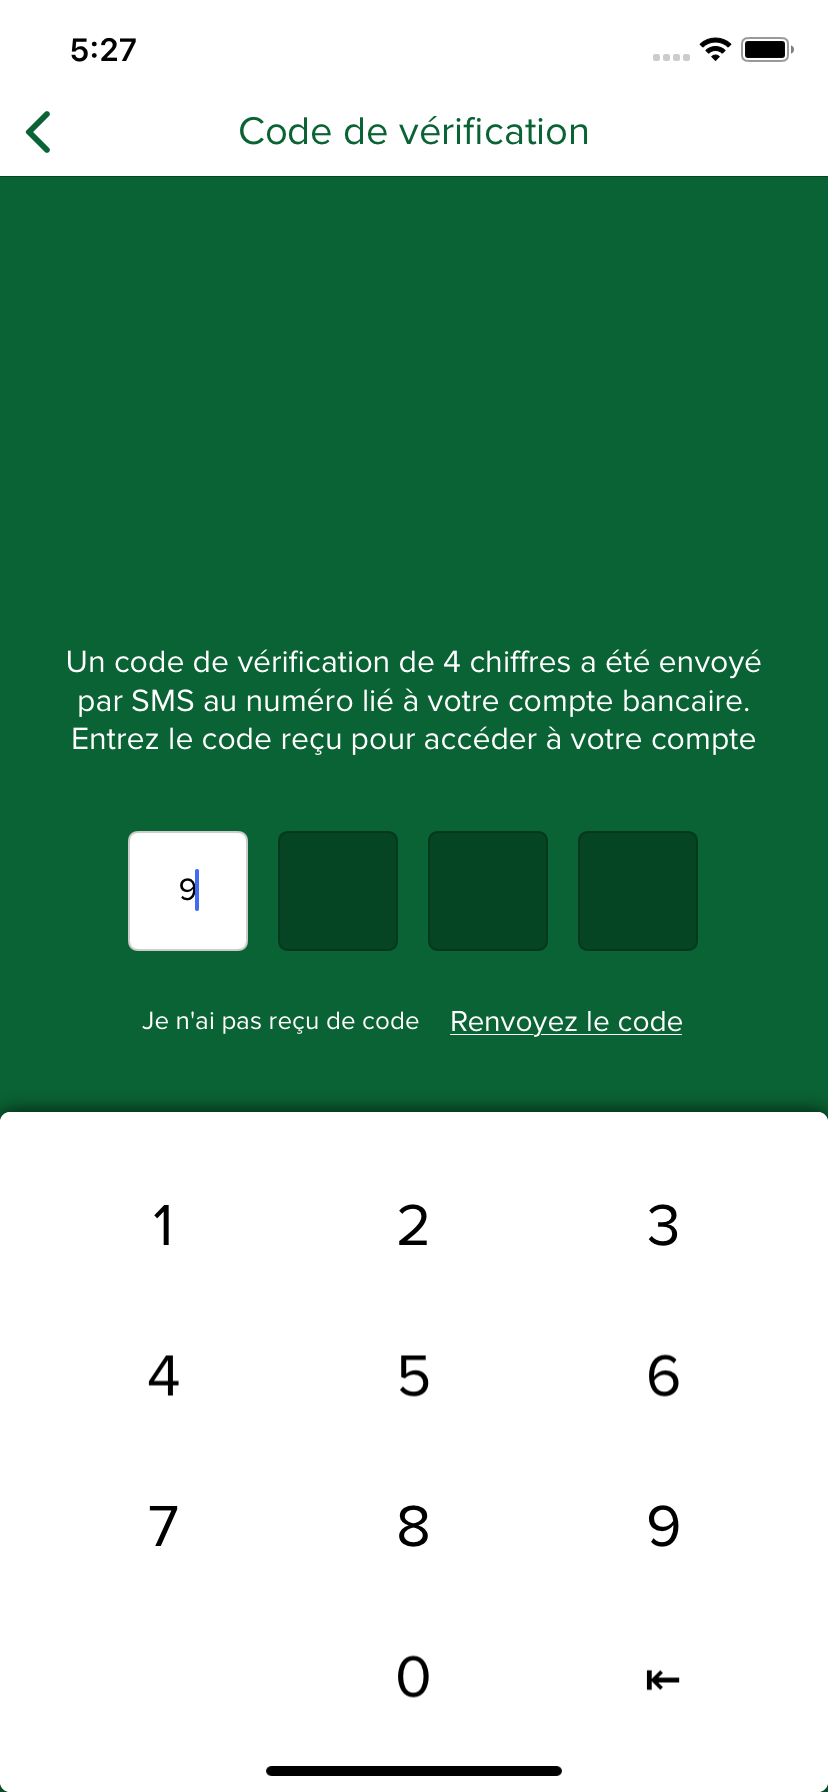 5:27
Code de vérification
Un code de vérification de 4 chiffres a été envoyé
par SMS au numéro lié à votre compte bancaire.
Entrez le code reçu pour accéder à votre compte
9
Je n'ai pas reçu de code Renvoyez le code
1 2 3
4 5 6
7 8 9
0